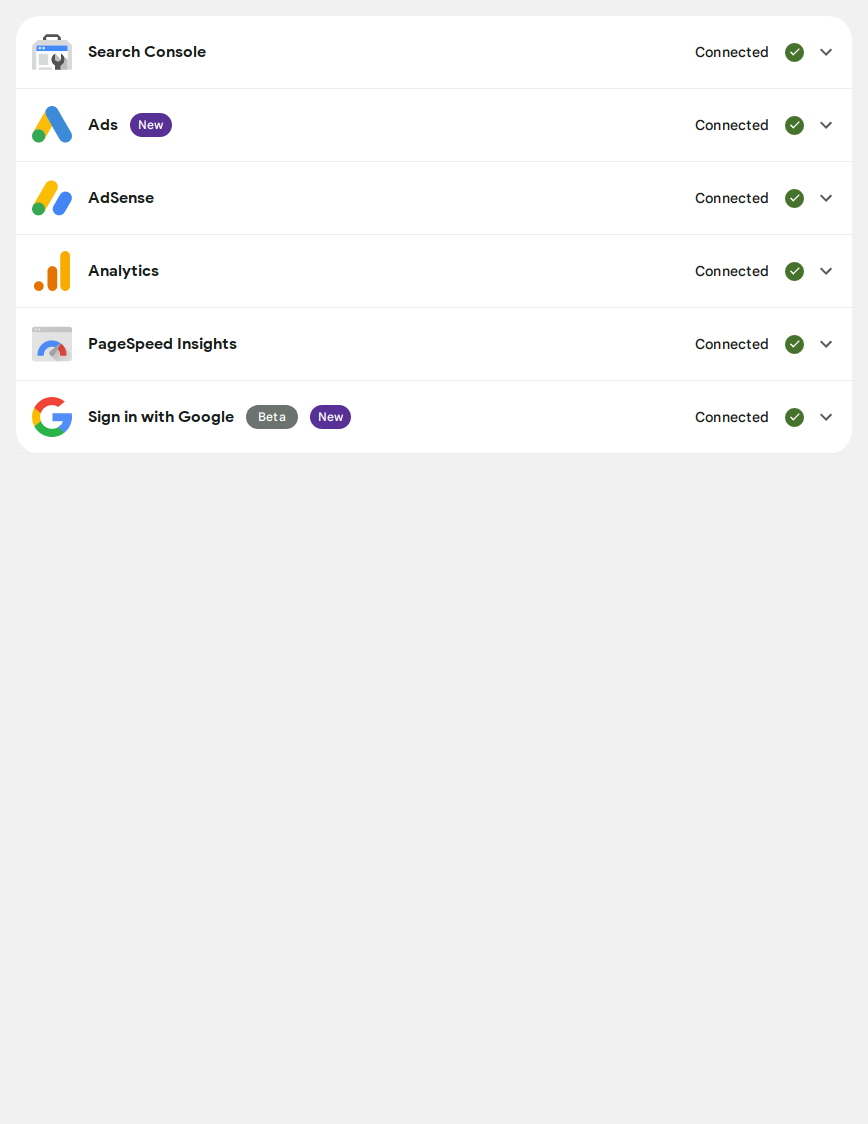 Search Console Connected
Ads New Connected
AdSense Connected
Analytics Connected
PageSpeed Insights Connected
Sign in with Google Beta New Connected